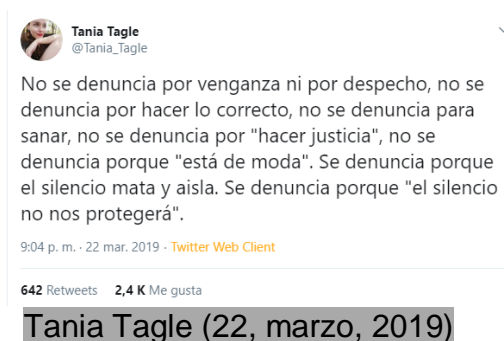 Tania Tagle
@Tania_Tagle
No se denuncia por venganza ni por despecho, no se
denuncia por hacer lo correcto, no se denuncia para
sanar, no se denuncia por "hacer justicia", no se
denuncia porque "está de moda". Se denuncia porque
el silencio mata y aisla. Se denuncia porque "el silencio
no nos protegerá".
9:04 p. m. · 22 mar. 2019 · Twitter Web Client
642 Retweets 2,4 K Me gusta
Tania Tagle (22, marzo, 2019)